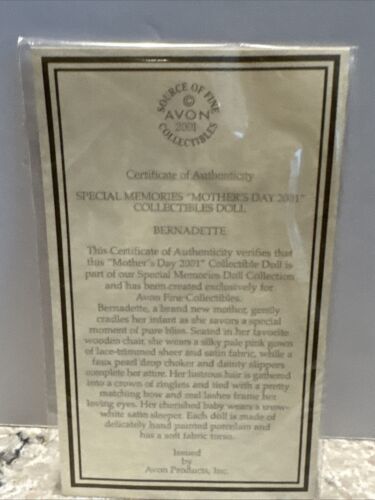 SOURCE OF FINE
©
AVON
2001
COLLECTIBLES
Certificate of Authenticity
SPECIAL MEMORIES "MOTHER'S DAY 2001"
COLLECTIBLES DOLL
BERNADETTE
This Certificate of Authenticity verifies that
this "Mother's Day 2001" Collectible Doll is
part of our Special Memories Doll Collection
and has been created exclusively for
Avon Fine Collectibles.
Bernadette, a brand new mother, gently
cradles her infant as she savors a special
moment of pure bliss. Seated in her favorite
wooden chair, she wears a silky pale pink gown
of lace-trimmed sheer and satin fabric, while a
faux pearl drop choker and dainty slippers
complete her attire. Her lustrous hair is gathered
into a crown of ringlets and tied with a pretty
matching bow and real lashes frame her
loving eyes. Her cherished baby wears a snow-
white satin sleeper. Each doll is made of
delicately hand painted porcelain and
has a soft fabric torso.
Issued
by
Avon Products, Inc.